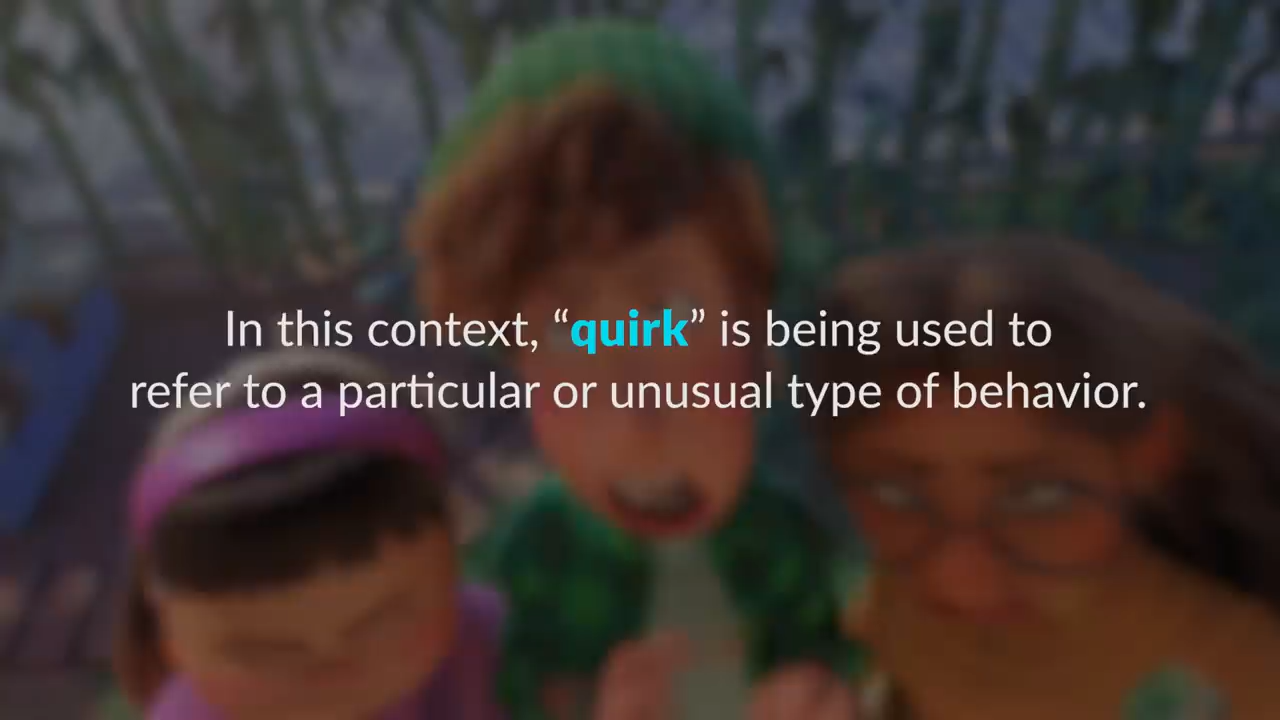 In this context, “quirk” is being used to
refer to a particular or unusual type of behavior.